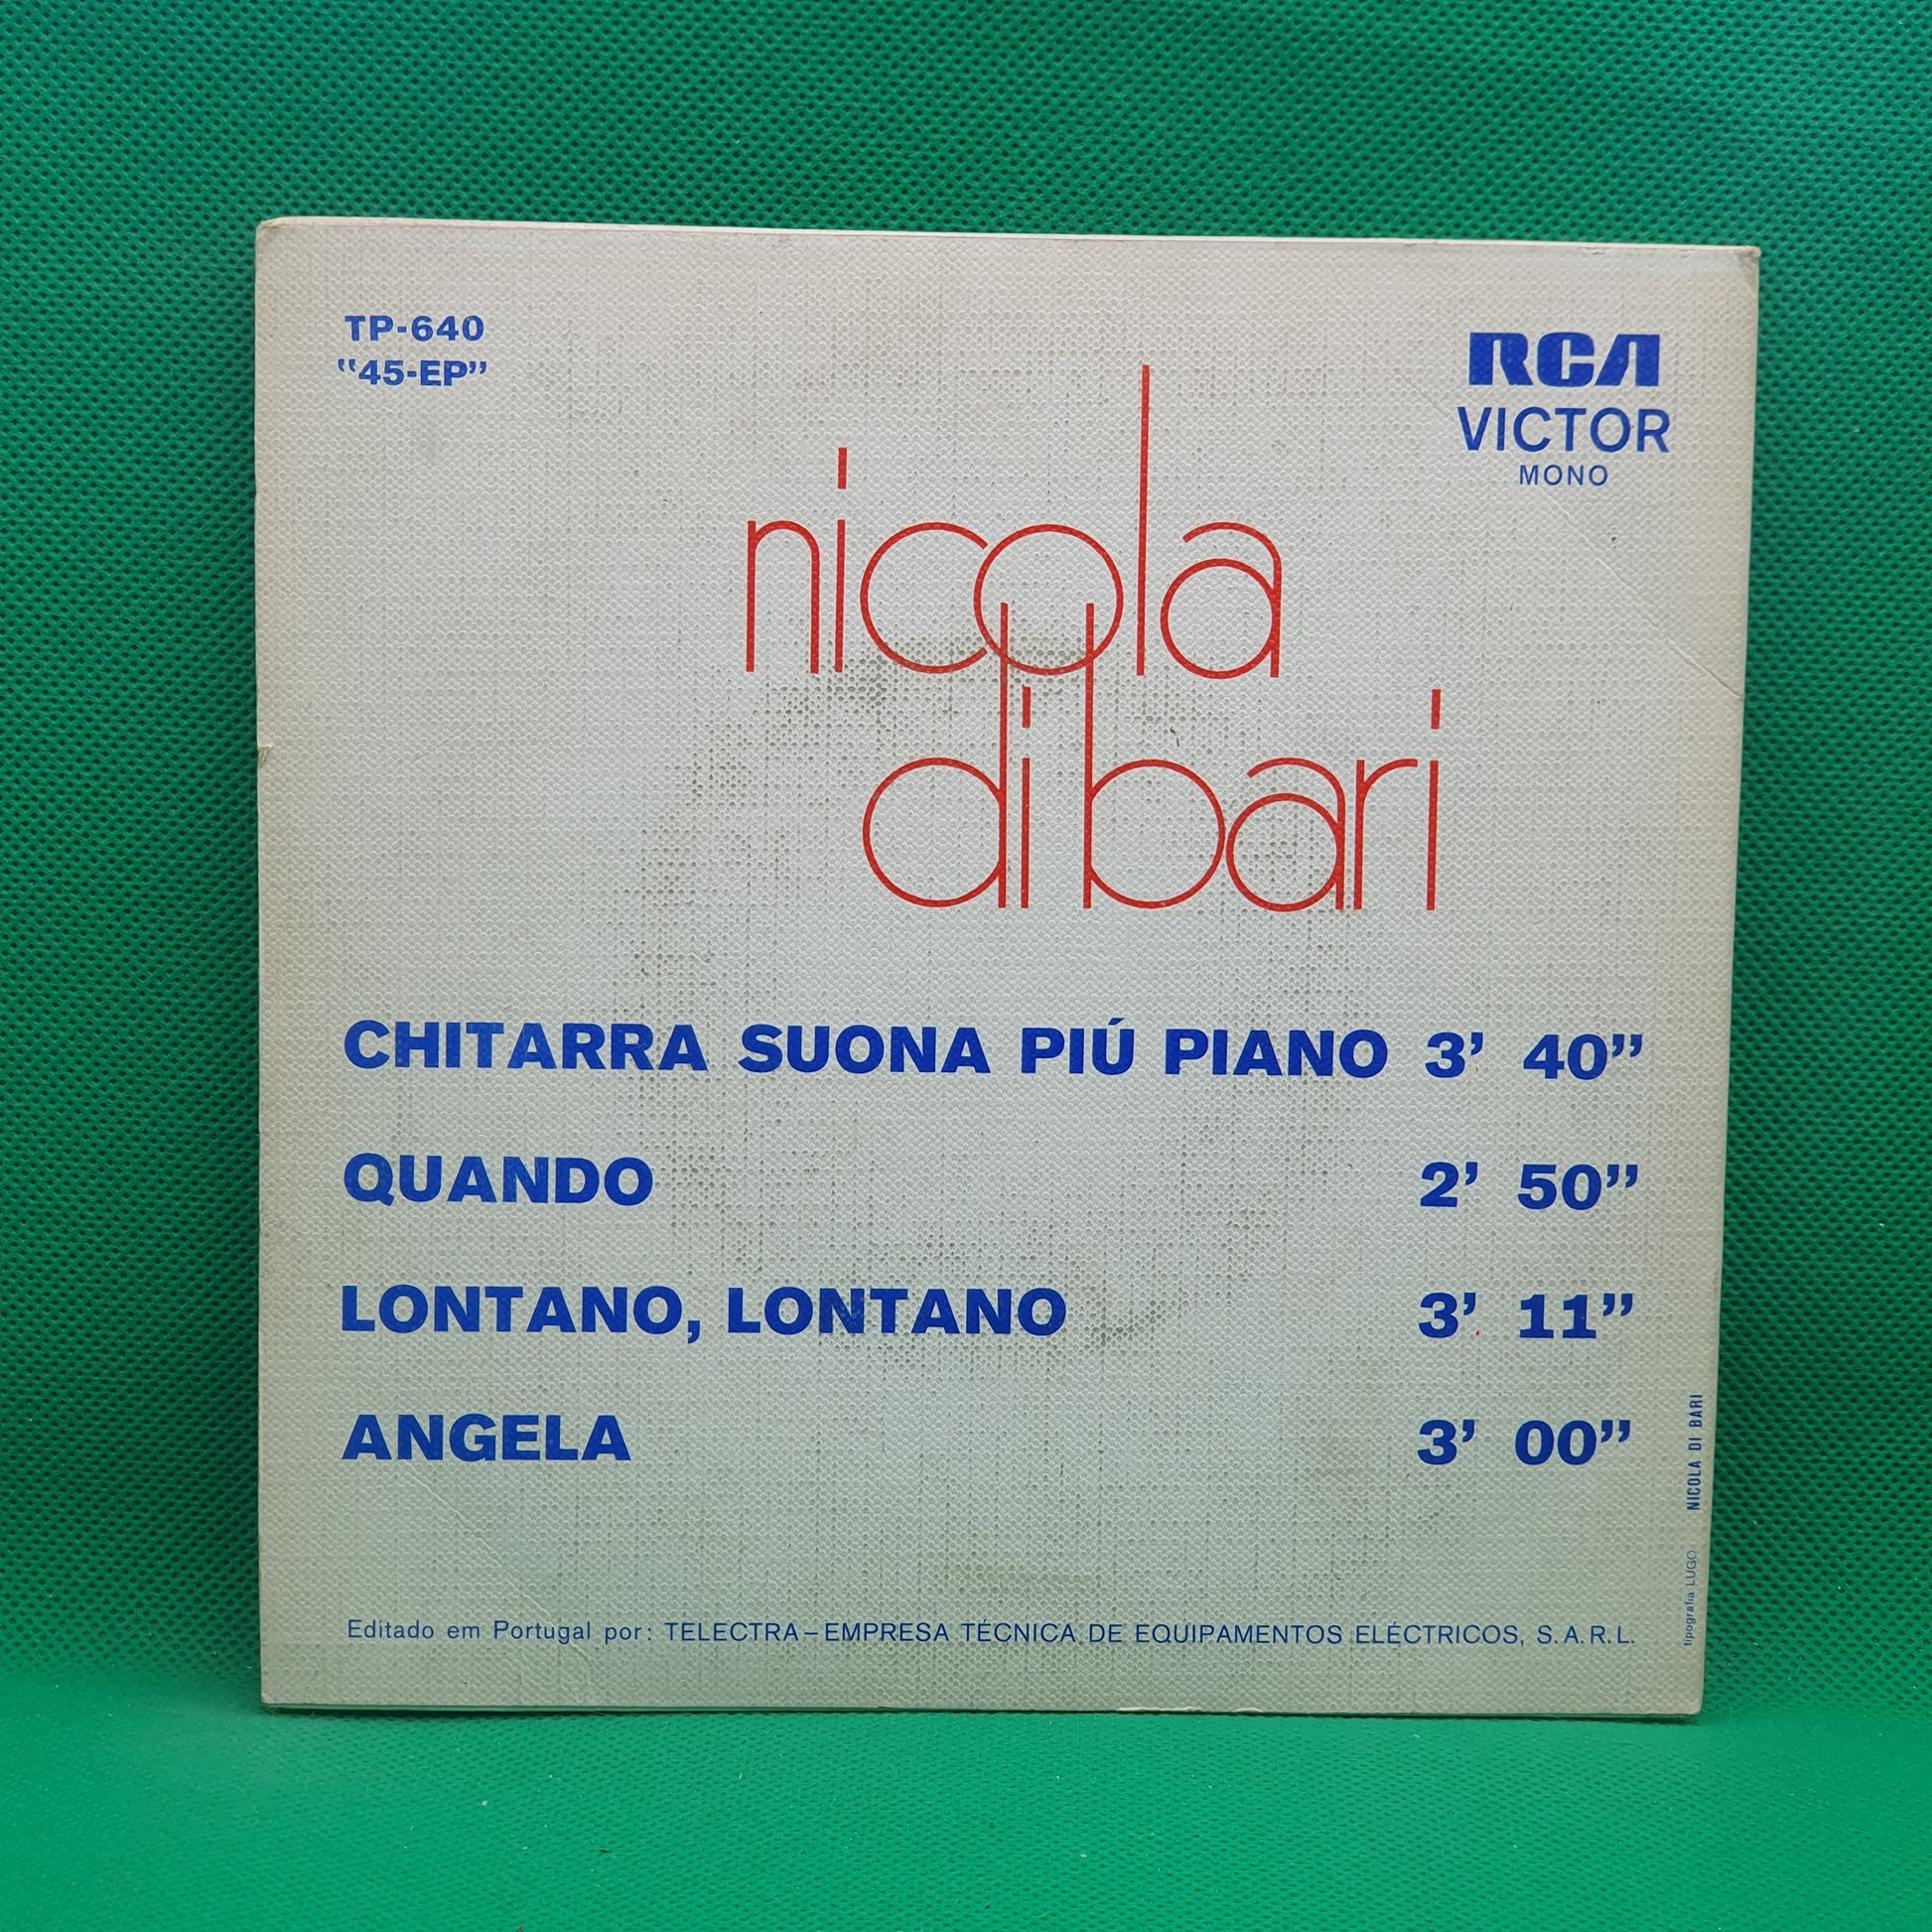 TP-640
"45-EP"
RCA
VICTOR
MONO
nicola
di bari
CHITARRA SUONA PIÚ PIANO 3' 40"
QUANDO 2' 50"
LONTANO, LONTANO 3' 11"
ANGELA 3' 00"
NICOLA DI BARI
tipografia LUGO
Editado em Portugal por: TELECTRA–EMPRESA TÉCNICA DE EQUIPAMENTOS ELÉCTRICOS, S.A.R.L.